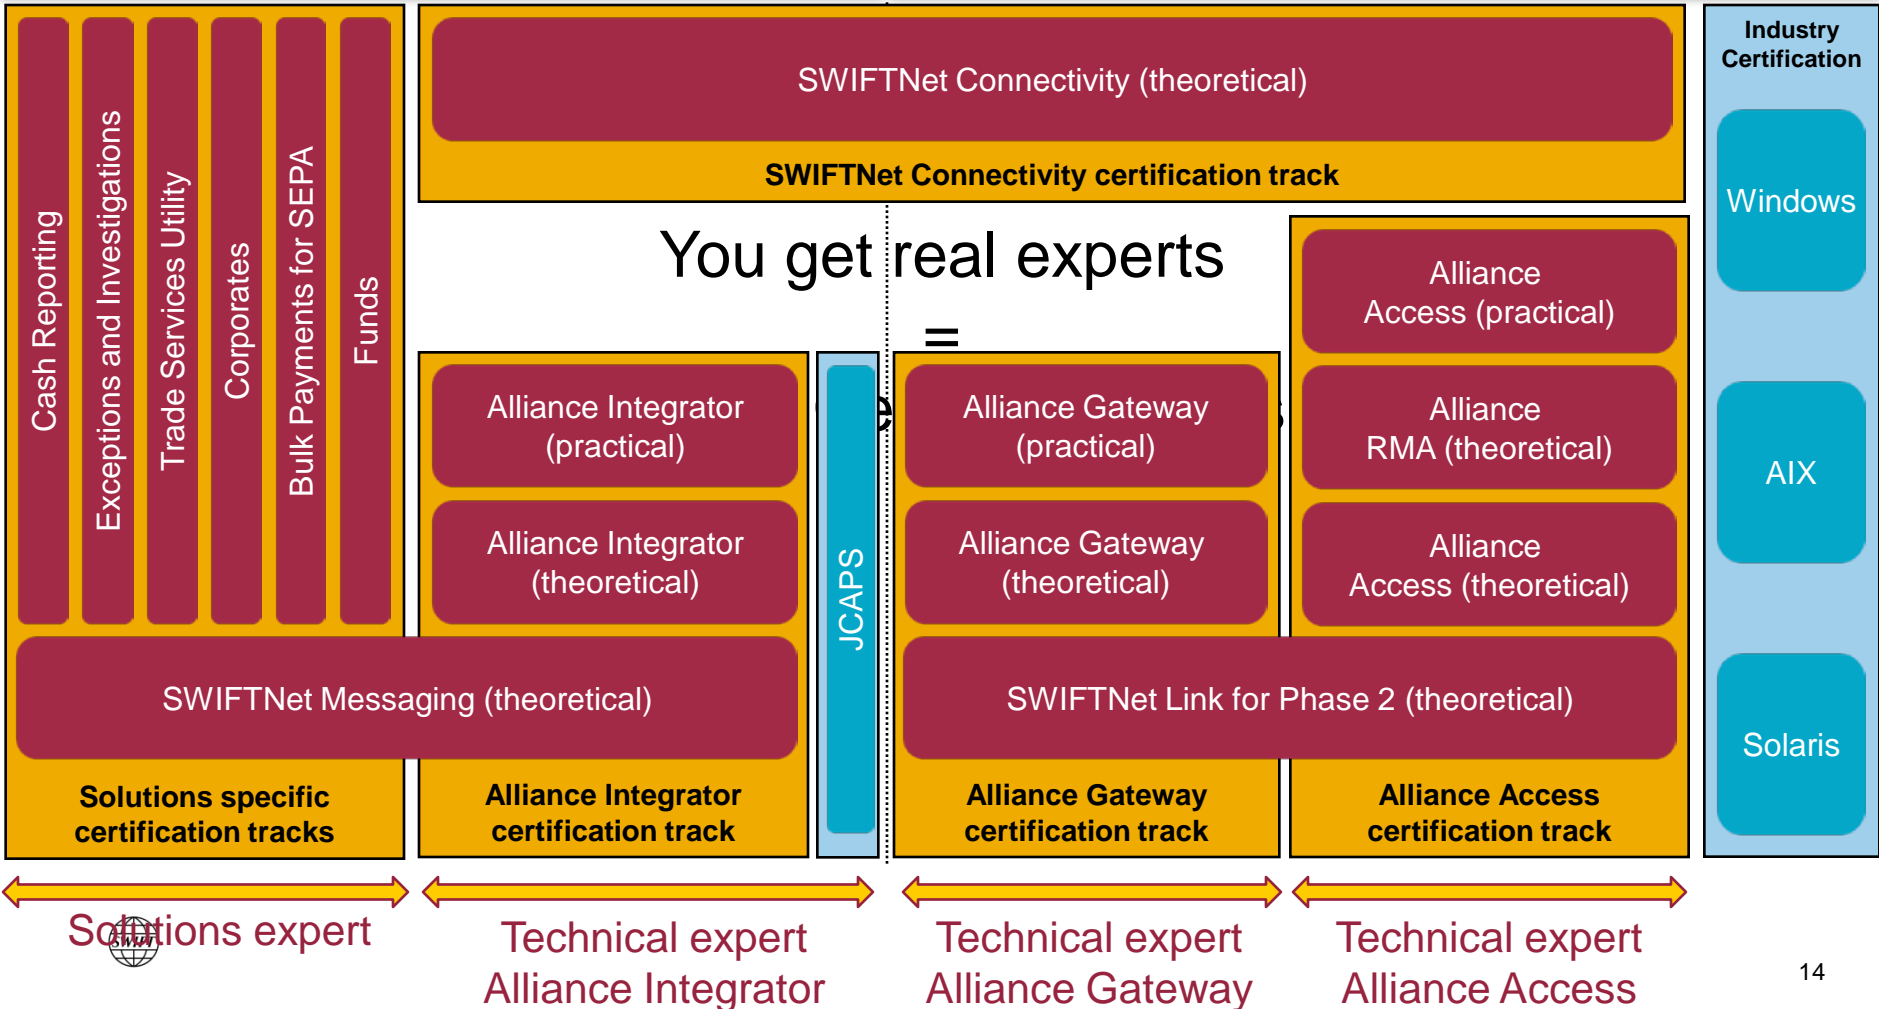 Cash Reporting
Exceptions and Investigations
Trade Services Utility
Corporates
Bulk Payments for SEPA
Funds
SWIFTNet Connectivity (theoretical)
SWIFTNet Connectivity certification track
Industry
Certification
Windows
AIX
Solaris
You get real experts
=
Alliance Integrator
(practical)
Alliance Integrator
(theoretical)
JCAPS
Alliance Gateway
(practical)
Alliance Gateway
(theoretical)
Alliance
Access (practical)
Alliance
RMA (theoretical)
Alliance
Access (theoretical)
SWIFTNet Messaging (theoretical)
SWIFTNet Link for Phase 2 (theoretical)
Solutions specific
certification tracks
Alliance Integrator
certification track
Alliance Gateway
certification track
Alliance Access
certification track
Solutions expert
SWIFT
Technical expert
Alliance Integrator
Technical expert
Alliance Gateway
Technical expert
Alliance Access
14